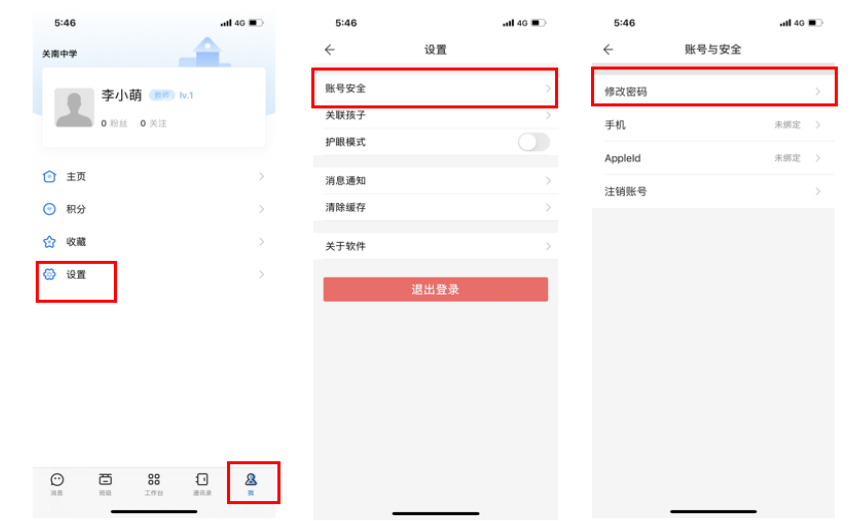 5:46
4G
关南中学
李小萌 教师 lv.1
0 粉丝 0 关注
主页
积分
收藏
设置
消息 班级 工作台 通讯录 我
5:46
4G
设置
账号安全
关联孩子
护眼模式
消息通知
清除缓存
关于软件
退出登录
5:46
4G
账号与安全
修改密码
手机 未绑定
AppleId 未绑定
注销账号